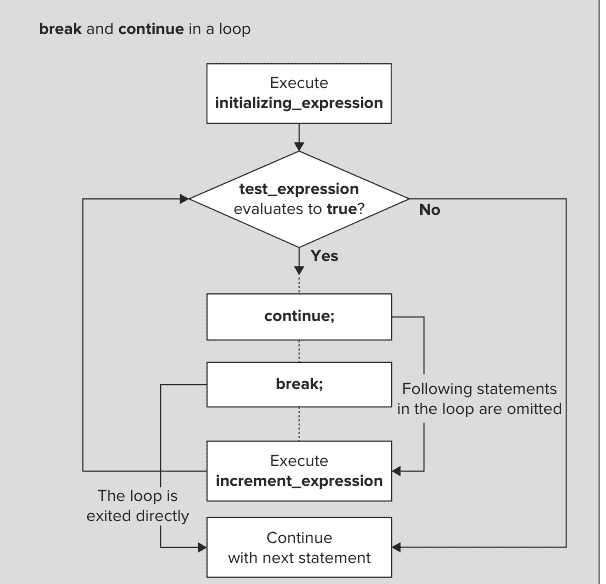 break and continue in a loop
Execute
initializing_expression
test_expression
evaluates to true?
No
Yes
continue;
break;
Following statements
in the loop are omitted
Execute
increment_expression
The loop is
exited directly
Continue
with next statement